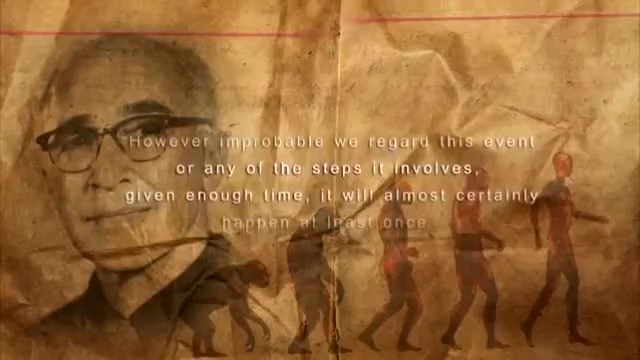 "However improbable we regard this event
or any of the steps it involves,
given enough time, it will almost certainly
happen at least once